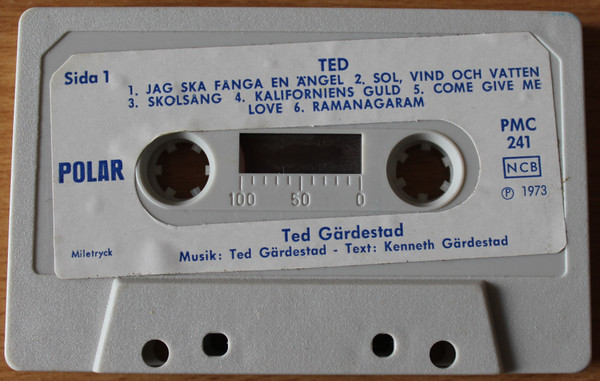 TED
Sida 1
1. JAG SKA FÄNGA EN ÄNGEL 2. SOL, VIND OCH VATTEN
3. SKOLSÅNG 4. KALIFORNIENS GULD 5. COME GIVE ME
LOVE 6. RAMANAGARAM
PMC
241
POLAR
NCB
100 50 0
Ⓟ 1973
Ted Gärdestad
Miletryck
Musik: Ted Gärdestad - Text: Kenneth Gärdestad